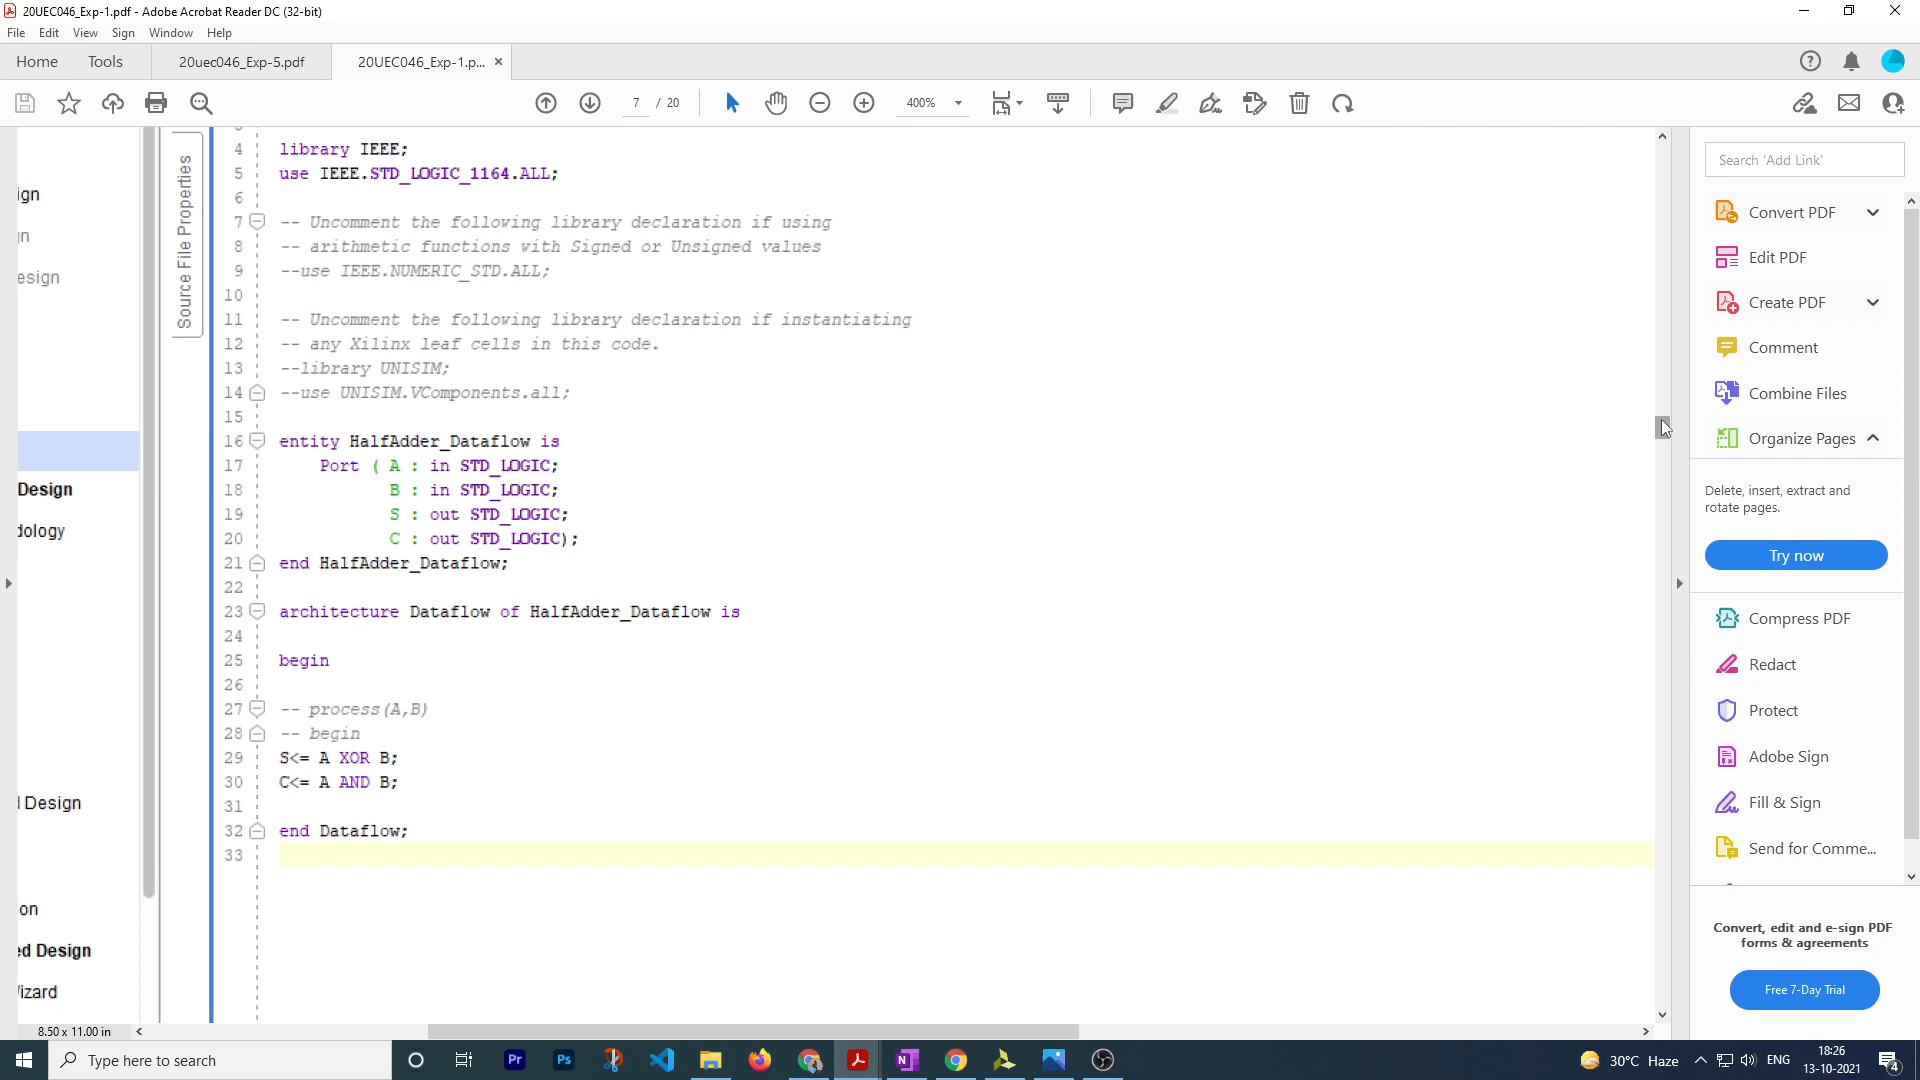 20UEC046_Exp-1.pdf - Adobe Acrobat Reader DC (32-bit)
File Edit View Sign Window Help
Home Tools 20uec046_Exp-5.pdf 20UEC046_Exp-1.p... ×
7 / 20 400%
4 library IEEE;
5 use IEEE.STD_LOGIC_1164.ALL;
6
7 -- Uncomment the following library declaration if using
8 -- arithmetic functions with Signed or Unsigned values
9 --use IEEE.NUMERIC_STD.ALL;
10
11 -- Uncomment the following library declaration if instantiating
12 -- any Xilinx leaf cells in this code.
13 --library UNISIM;
14 --use UNISIM.VComponents.all;
15
16 entity HalfAdder_Dataflow is
17 Port ( A : in STD_LOGIC;
18 B : in STD_LOGIC;
19 S : out STD_LOGIC;
20 C : out STD_LOGIC);
21 end HalfAdder_Dataflow;
22
23 architecture Dataflow of HalfAdder_Dataflow is
24
25 begin
26
27 -- process(A,B)
28 -- begin
29 S<= A XOR B;
30 C<= A AND B;
31
32 end Dataflow;
33
Source File Properties
ign
n
esign
Design
dology
Design
on
ed Design
izard
8.50 x 11.00 in
Search 'Add Link'
Convert PDF
Edit PDF
Create PDF
Comment
Combine Files
Organize Pages
Delete, insert, extract and
rotate pages.
Try now
Compress PDF
Redact
Protect
Adobe Sign
Fill & Sign
Send for Comme...
Convert, edit and e-sign PDF
forms & agreements
Free 7-Day Trial
Type here to search
Pr
Ps
N
30°C Haze
ENG
18:26
13-10-2021
4